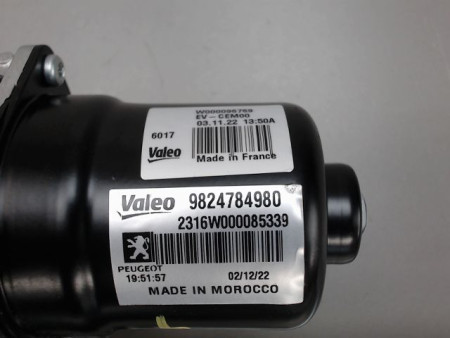 W000096769
EV-CEM00
03.11.22 13:50A
6017
Valeo Made in France
Valeo 9824784980
2316W000085339
PEUGEOT
19:51:57 02/12/22
MADE IN MOROCCO